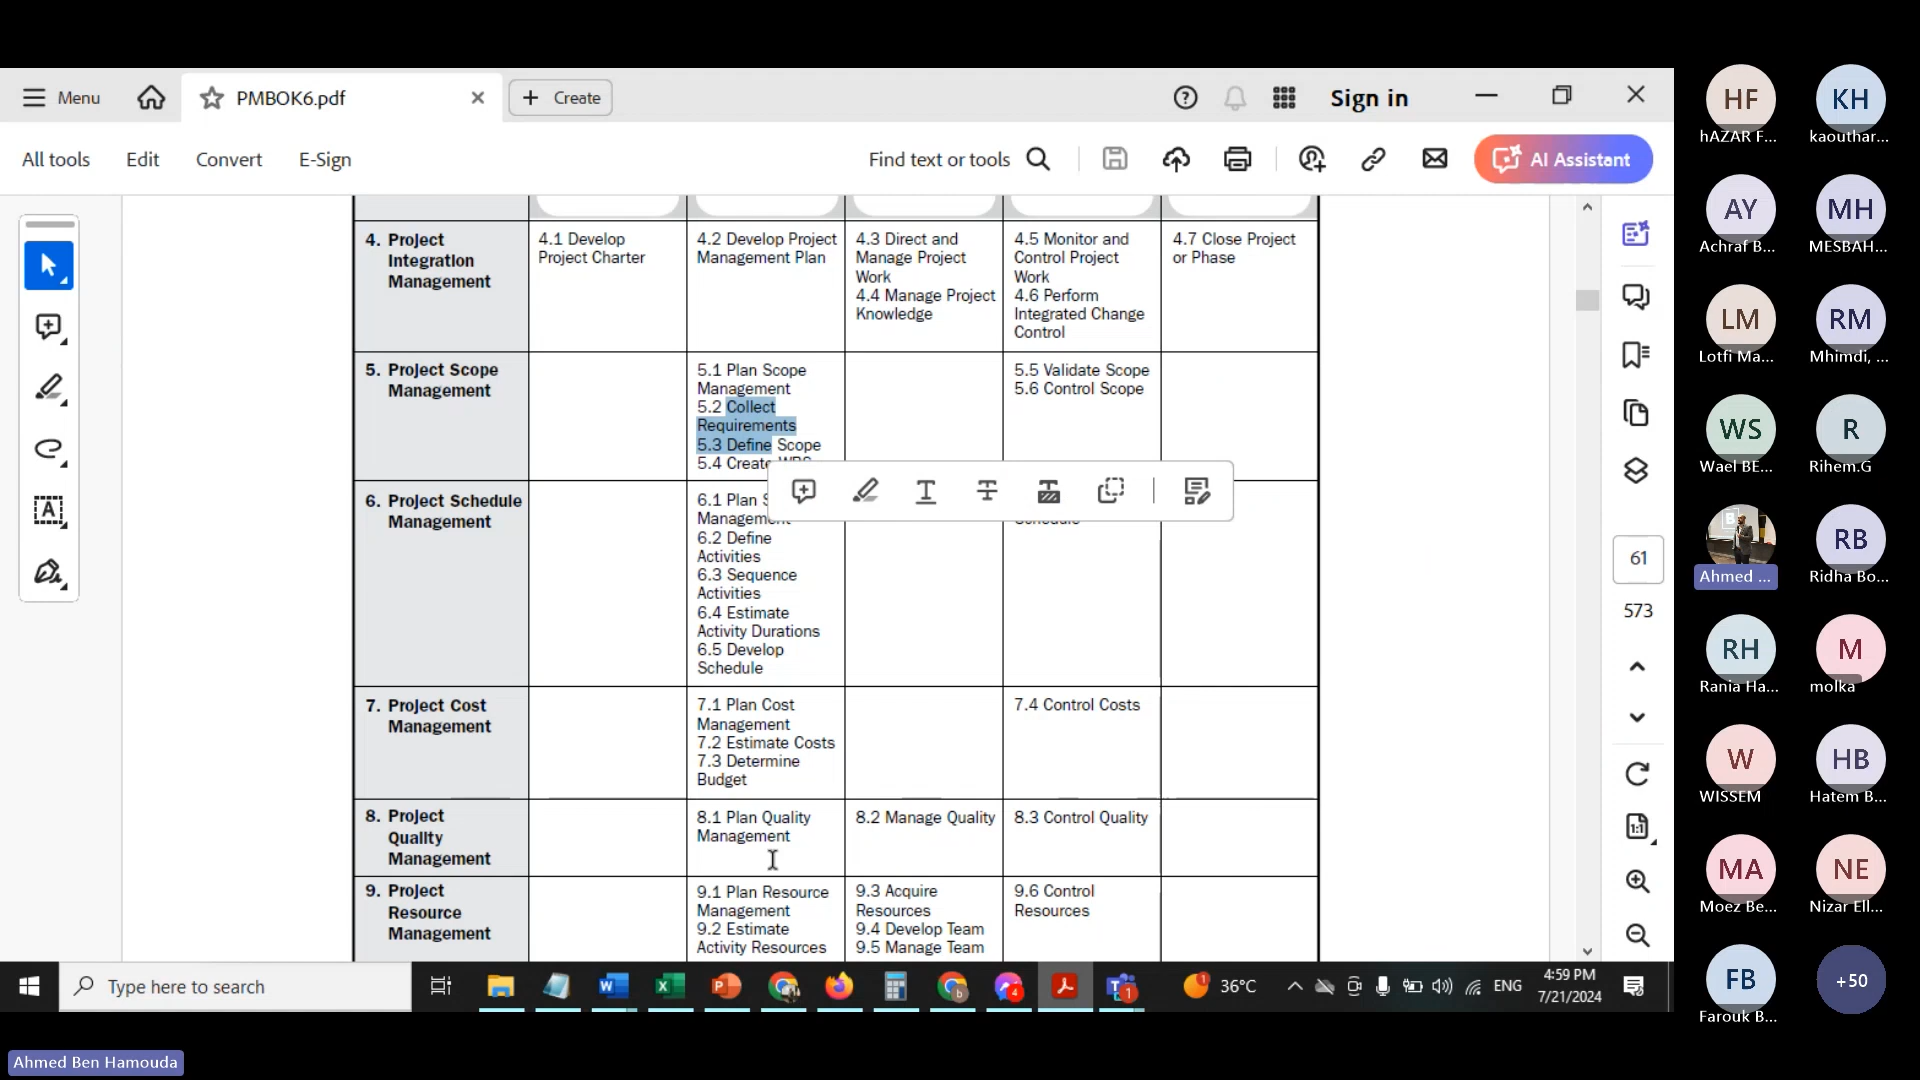 Menu
PMBOK6.pdf
Create
Sign in
All tools
Edit
Convert
E-Sign
Find text or tools
AI Assistant
4. Project
Integration
Management
4.1 Develop
Project Charter
4.2 Develop Project
Management Plan
4.3 Direct and
Manage Project
Work
4.4 Manage Project
Knowledge
4.5 Monitor and
Control Project
Work
4.6 Perform
Integrated Change
Control
4.7 Close Project
or Phase
5. Project Scope
Management
5.1 Plan Scope
Management
5.2 Collect
Requirements
5.3 Define Scope
5.4 Create WBS
5.5 Validate Scope
5.6 Control Scope
6. Project Schedule
Management
6.1 Plan S
Management
6.2 Define
Activities
6.3 Sequence
Activities
6.4 Estimate
Activity Durations
6.5 Develop
Schedule
Schedule
7. Project Cost
Management
7.1 Plan Cost
Management
7.2 Estimate Costs
7.3 Determine
Budget
7.4 Control Costs
8. Project
Quality
Management
8.1 Plan Quality
Management
8.2 Manage Quality
8.3 Control Quality
9. Project
Resource
Management
9.1 Plan Resource
Management
9.2 Estimate
Activity Resources
9.3 Acquire
Resources
9.4 Develop Team
9.5 Manage Team
9.6 Control
Resources
61
573
1:1
HF
hAZAR F...
KH
kaouthar...
AY
Achraf B...
MH
MESBAH...
LM
Lotfi Ma...
RM
Mhimdi, ...
WS
Wael BE...
R
Rihem.G
B
Ahmed ...
RB
Ridha Bo...
RH
Rania Ha...
M
molka
W
WISSEM
HB
Hatem B...
MA
Moez Be...
NE
Nizar Ell...
FB
Farouk B...
+50
Type here to search
36°C
ENG
4:59 PM
7/21/2024
Ahmed Ben Hamouda